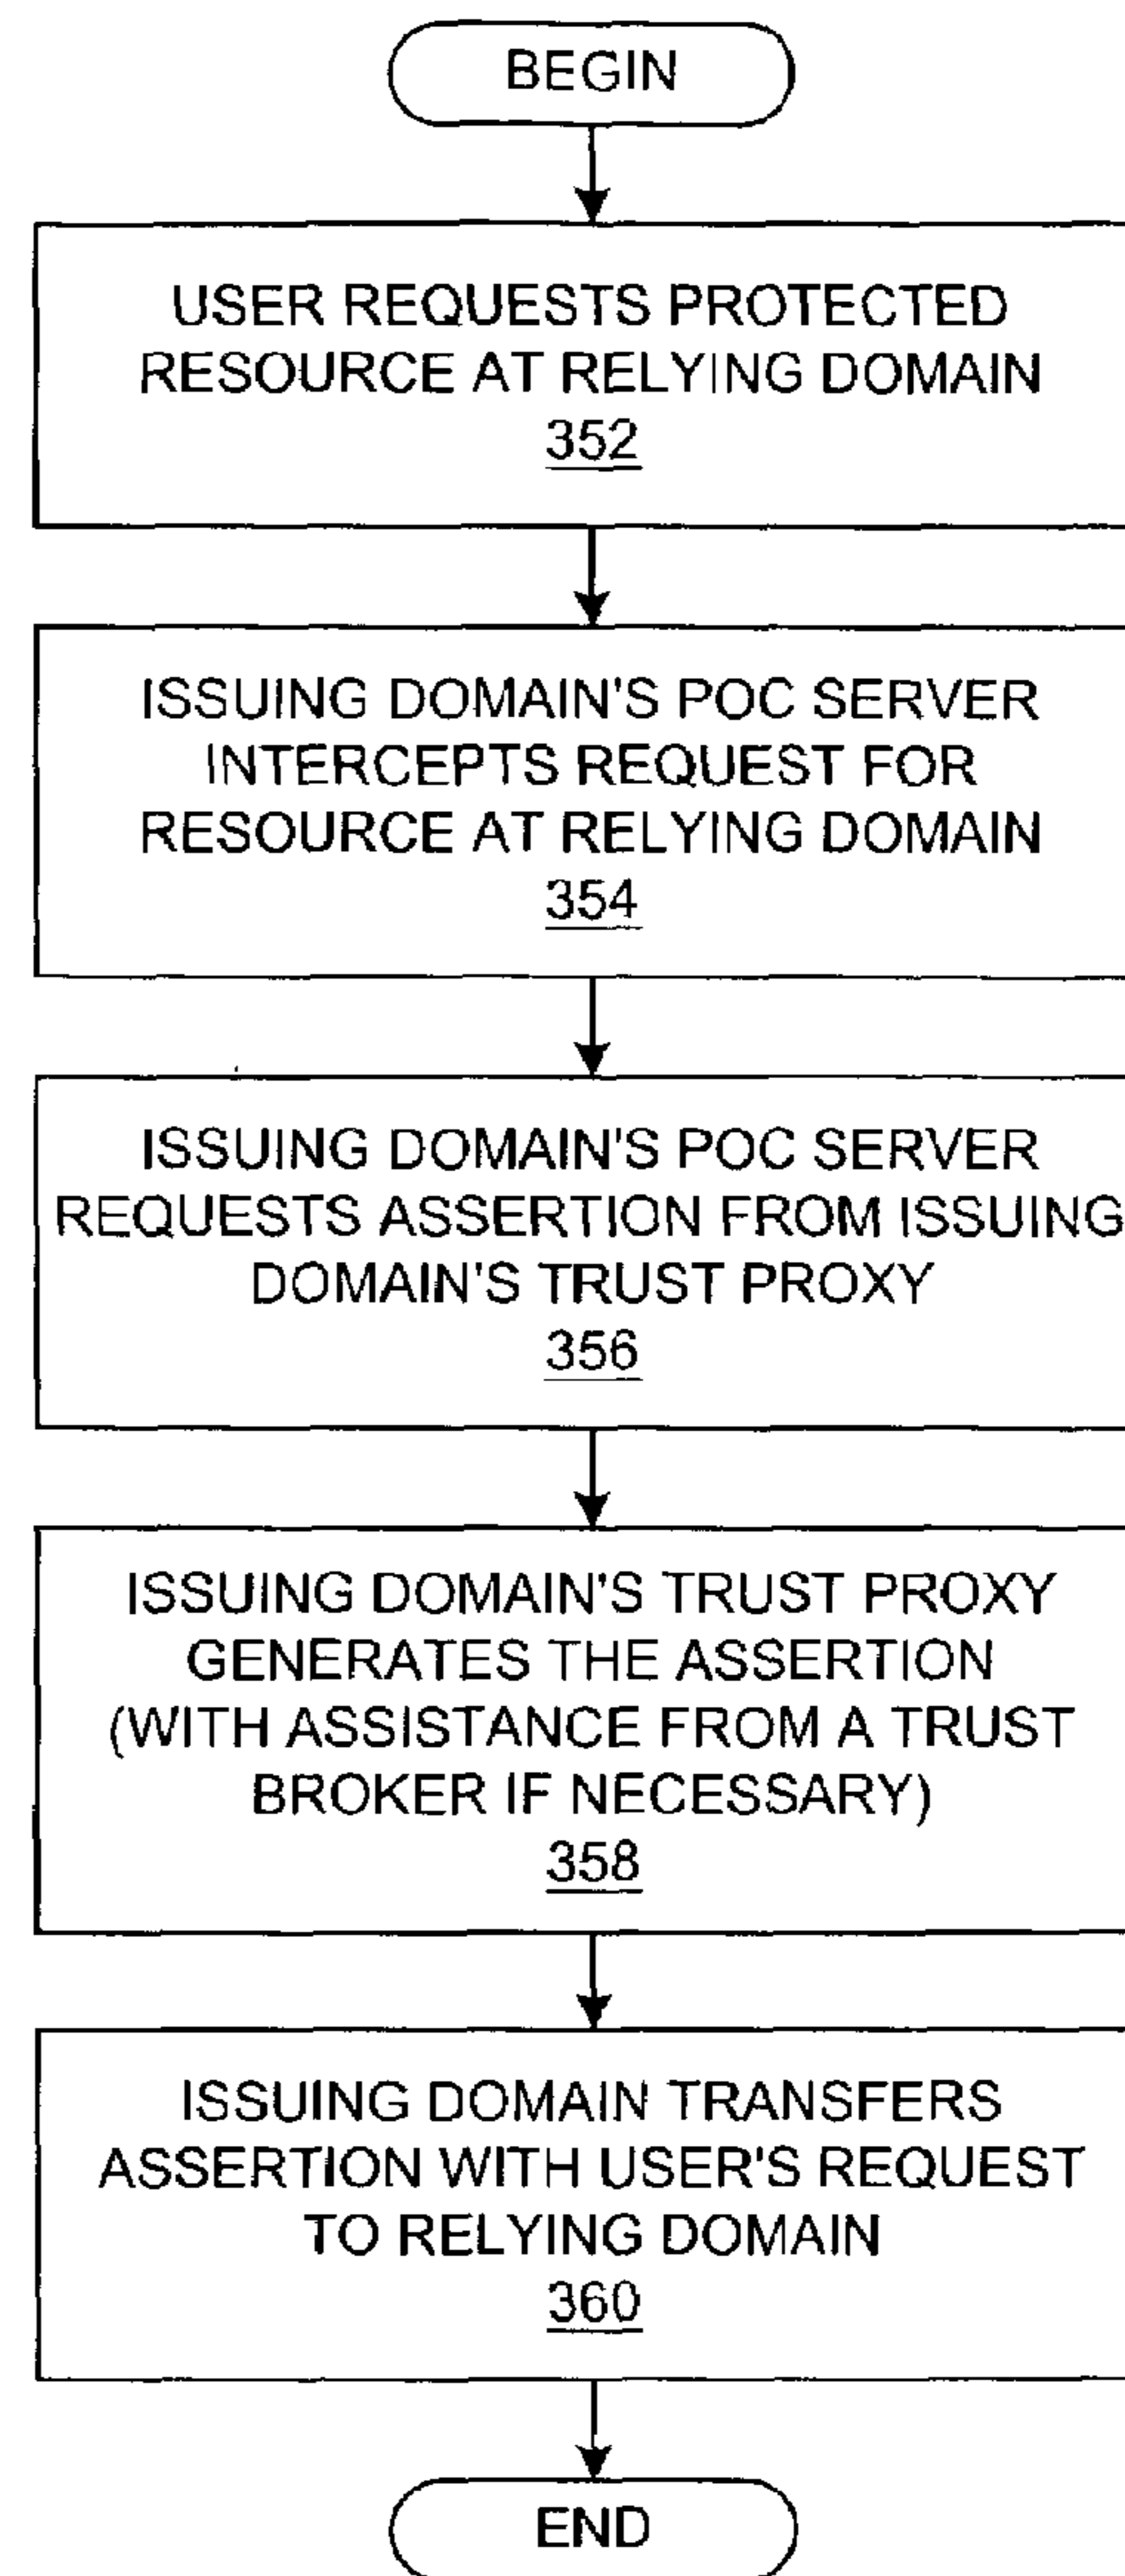 BEGIN
USER REQUESTS PROTECTED
RESOURCE AT RELYING DOMAIN
352
ISSUING DOMAIN'S POC SERVER
INTERCEPTS REQUEST FOR
RESOURCE AT RELYING DOMAIN
354
ISSUING DOMAIN'S POC SERVER
REQUESTS ASSERTION FROM ISSUING
DOMAIN'S TRUST PROXY
356
ISSUING DOMAIN'S TRUST PROXY
GENERATES THE ASSERTION
(WITH ASSISTANCE FROM A TRUST
BROKER IF NECESSARY)
358
ISSUING DOMAIN TRANSFERS
ASSERTION WITH USER'S REQUEST
TO RELYING DOMAIN
360
END